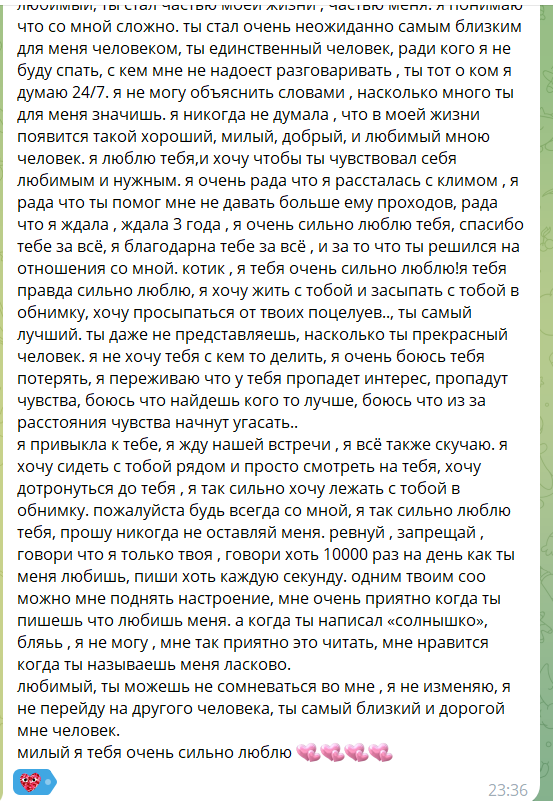 любимый, ты стал частью моей жизни , частью меня. я понимаю
что со мной сложно. ты стал очень неожиданно самым близким
для меня человеком, ты единственный человек, ради кого я не
буду спать, с кем мне не надоест разговаривать , ты тот о ком я
думаю 24/7. я не могу объяснить словами , насколько много ты
для меня значишь. я никогда не думала , что в моей жизни
появится такой хороший, милый, добрый, и любимый мною
человек. я люблю тебя,и хочу чтобы ты чувствовал себя
любимым и нужным. я очень рада что я рассталась с климом , я
рада что ты помог мне не давать больше ему проходов, рада
что я ждала , ждала 3 года , я очень сильно люблю тебя, спасибо
тебе за всё, я благодарна тебе за всё , и за то что ты решился на
отношения со мной. котик , я тебя очень сильно люблю!я тебя
правда сильно люблю, я хочу жить с тобой и засыпать с тобой в
обнимку, хочу просыпаться от твоих поцелуев.., ты самый
лучший. ты даже не представляешь, насколько ты прекрасный
человек. я не хочу тебя с кем то делить, я очень боюсь тебя
потерять, я переживаю что у тебя пропадет интерес, пропадут
чувства, боюсь что найдешь кого то лучше, боюсь что из за
расстояния чувства начнут угасать..
я привыкла к тебе, я жду нашей встречи , я всё также скучаю. я
хочу сидеть с тобой рядом и просто смотреть на тебя, хочу
дотронуться до тебя , я так сильно хочу лежать с тобой в
обнимку. пожалуйста будь всегда со мной, я так сильно люблю
тебя, прошу никогда не оставляй меня. ревнуй , запрещай ,
говори что я только твоя , говори хоть 10000 раз на день как ты
меня любишь, пиши хоть каждую секунду. одним твоим соо
можно мне поднять настроение, мне очень приятно когда ты
пишешь что любишь меня. а когда ты написал «солнышко»,
бляьь , я не могу , мне так приятно это читать, мне нравится
когда ты называешь меня ласково.
любимый, ты можешь не сомневаться во мне , я не изменяю, я
не перейду на другого человека, ты самый близкий и дорогой
мне человек.
милый я тебя очень сильно люблю 💕💕💕💕
23:36